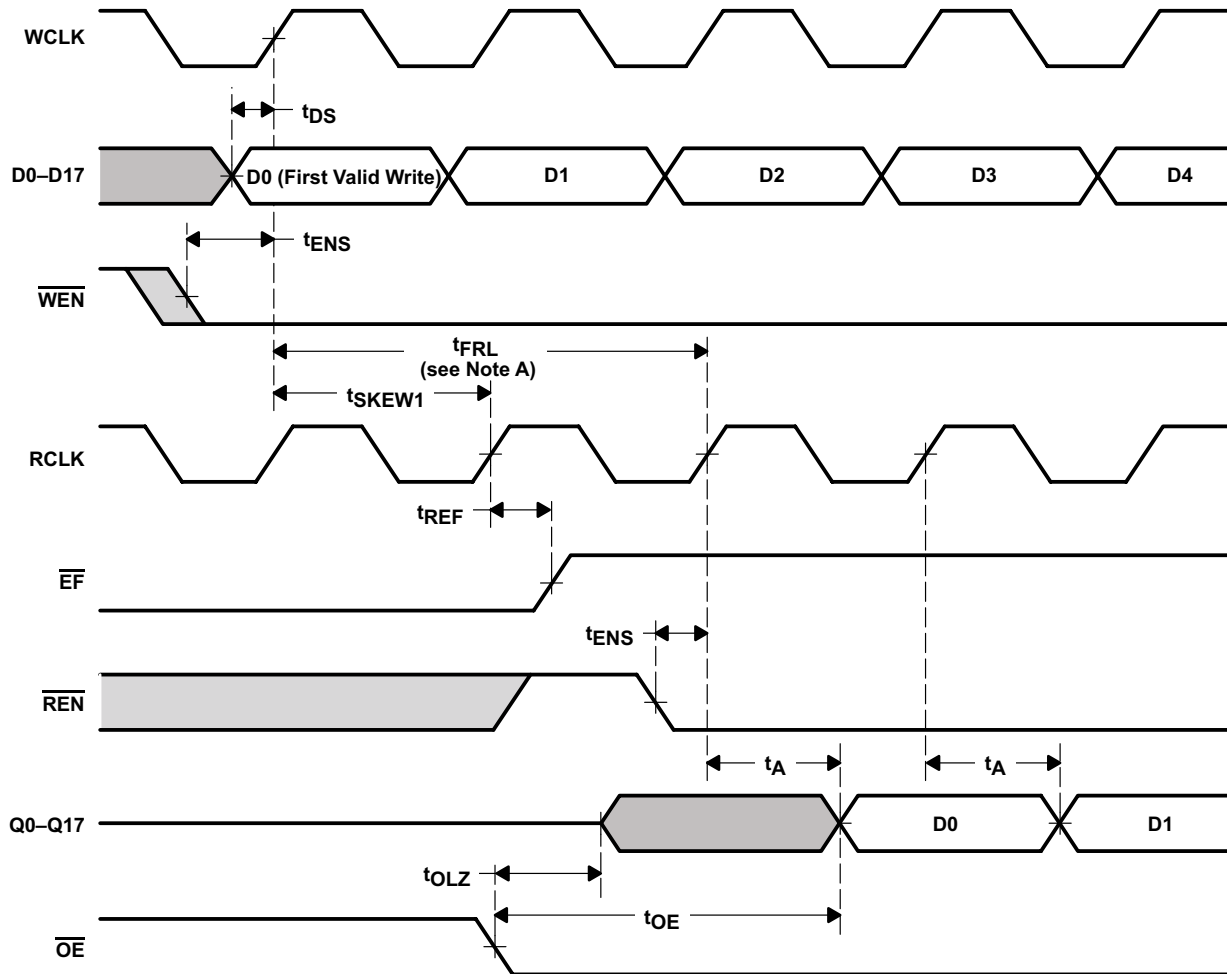 WCLK
tDS
D0–D17
D0 (First Valid Write)
D1
D2
D3
D4
tENS
WEN
tFRL
(see Note A)
tSKEW1
RCLK
tREF
EF
tENS
REN
tA
tA
Q0–Q17
D0
D1
tOLZ
tOE
OE